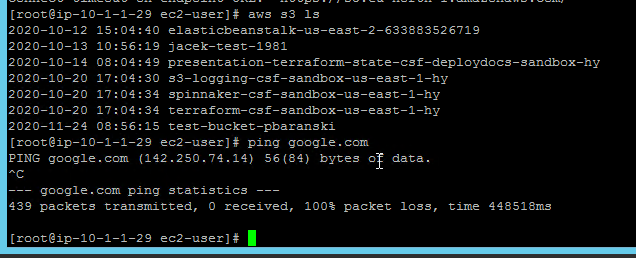 [root@ip-10-1-1-29 ec2-user]# aws s3 ls
2020-10-12 15:04:40 elasticbeanstalk-us-east-2-633883526719
2020-10-13 10:56:19 jacek-test-1981
2020-10-14 08:04:49 presentation-terraform-state-csf-deploydocs-sandbox-hy
2020-10-20 17:04:30 s3-logging-csf-sandbox-us-east-1-hy
2020-10-20 17:04:34 spinnaker-csf-sandbox-us-east-1-hy
2020-10-20 17:04:34 terraform-csf-sandbox-us-east-1-hy
2020-11-24 08:56:15 test-bucket-pbaranski
[root@ip-10-1-1-29 ec2-user]# ping google.com
PING google.com (142.250.74.14) 56(84) bytes of data.
^C
--- google.com ping statistics ---
439 packets transmitted, 0 received, 100% packet loss, time 448518ms
[root@ip-10-1-1-29 ec2-user]#